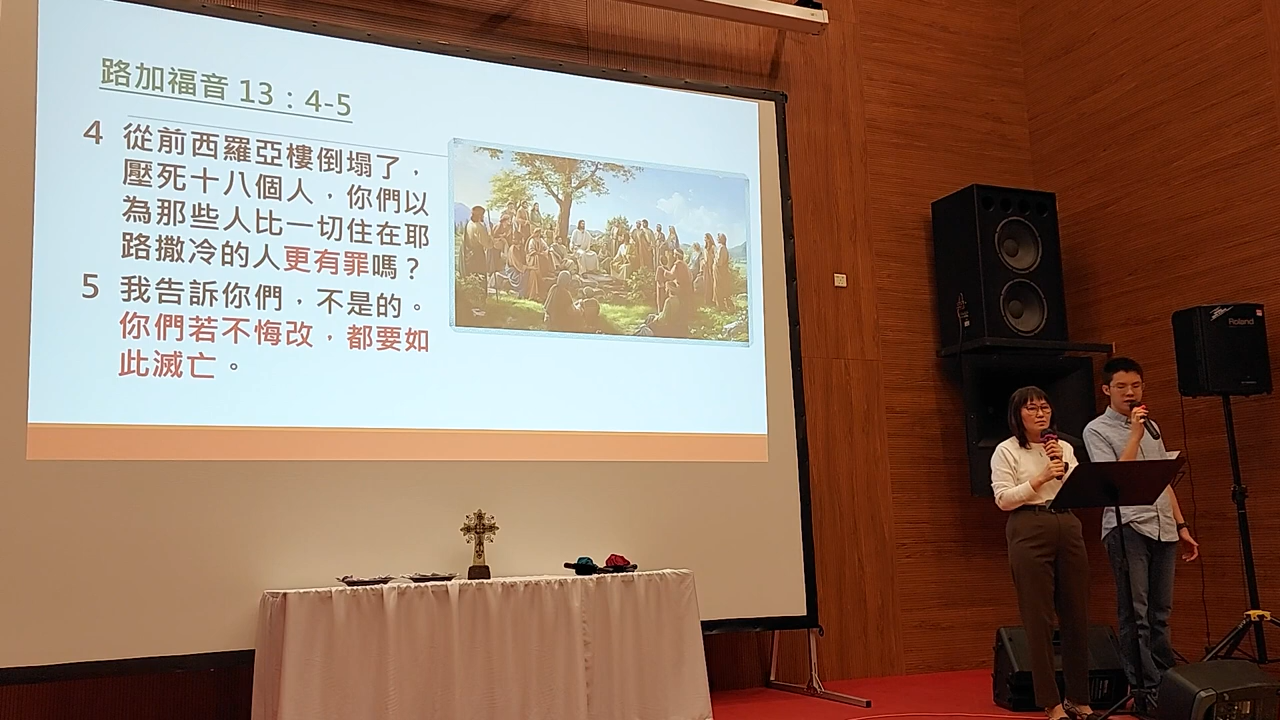 路加福音 13：4-5
4 從前西羅亞樓倒塌了，
壓死十八個人，你們以
為那些人比一切住在耶
路撒冷的人更有罪嗎？
5 我告訴你們，不是的。
你們若不悔改，都要如
此滅亡。
Roland